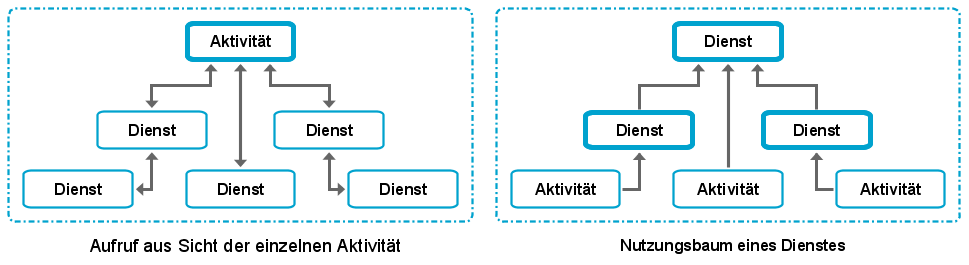 Aktivität
Dienst
Dienst
Dienst
Dienst
Dienst
Aufruf aus Sicht der einzelnen Aktivität
Dienst
Dienst
Dienst
Aktivität
Aktivität
Aktivität
Nutzungsbaum eines Dienstes